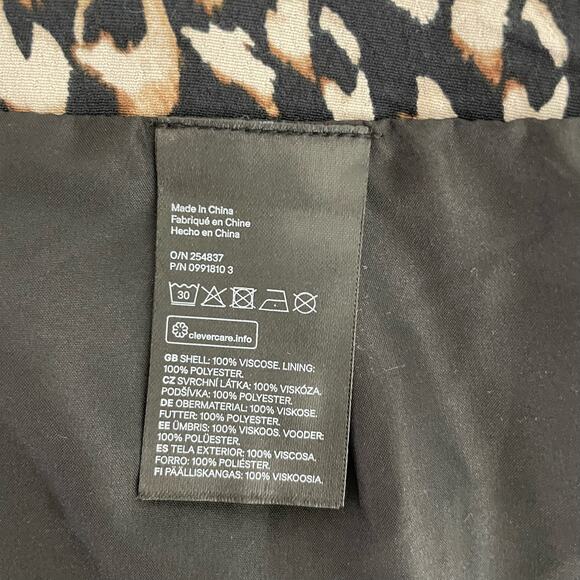 Made in China
Fabriqué en Chine
Hecho en China
O/N 254837
P/N 0991810 3
30
clevercare.info
GB SHELL: 100% VISCOSE. LINING:
100% POLYESTER.
CZ SVRCHNÍ LÁTKA: 100% VISKÓZA.
PODŠÍVKA: 100% POLYESTER.
DE OBERMATERIAL: 100% VISKOSE.
FUTTER: 100% POLYESTER.
EE ÜMBRIS: 100% VISKOOS. VOODER:
100% POLÜESTER.
ES TELA EXTERIOR: 100% VISCOSA.
FORRO: 100% POLIÉSTER.
FI PÄÄLLISKANGAS: 100% VISKOOSIA